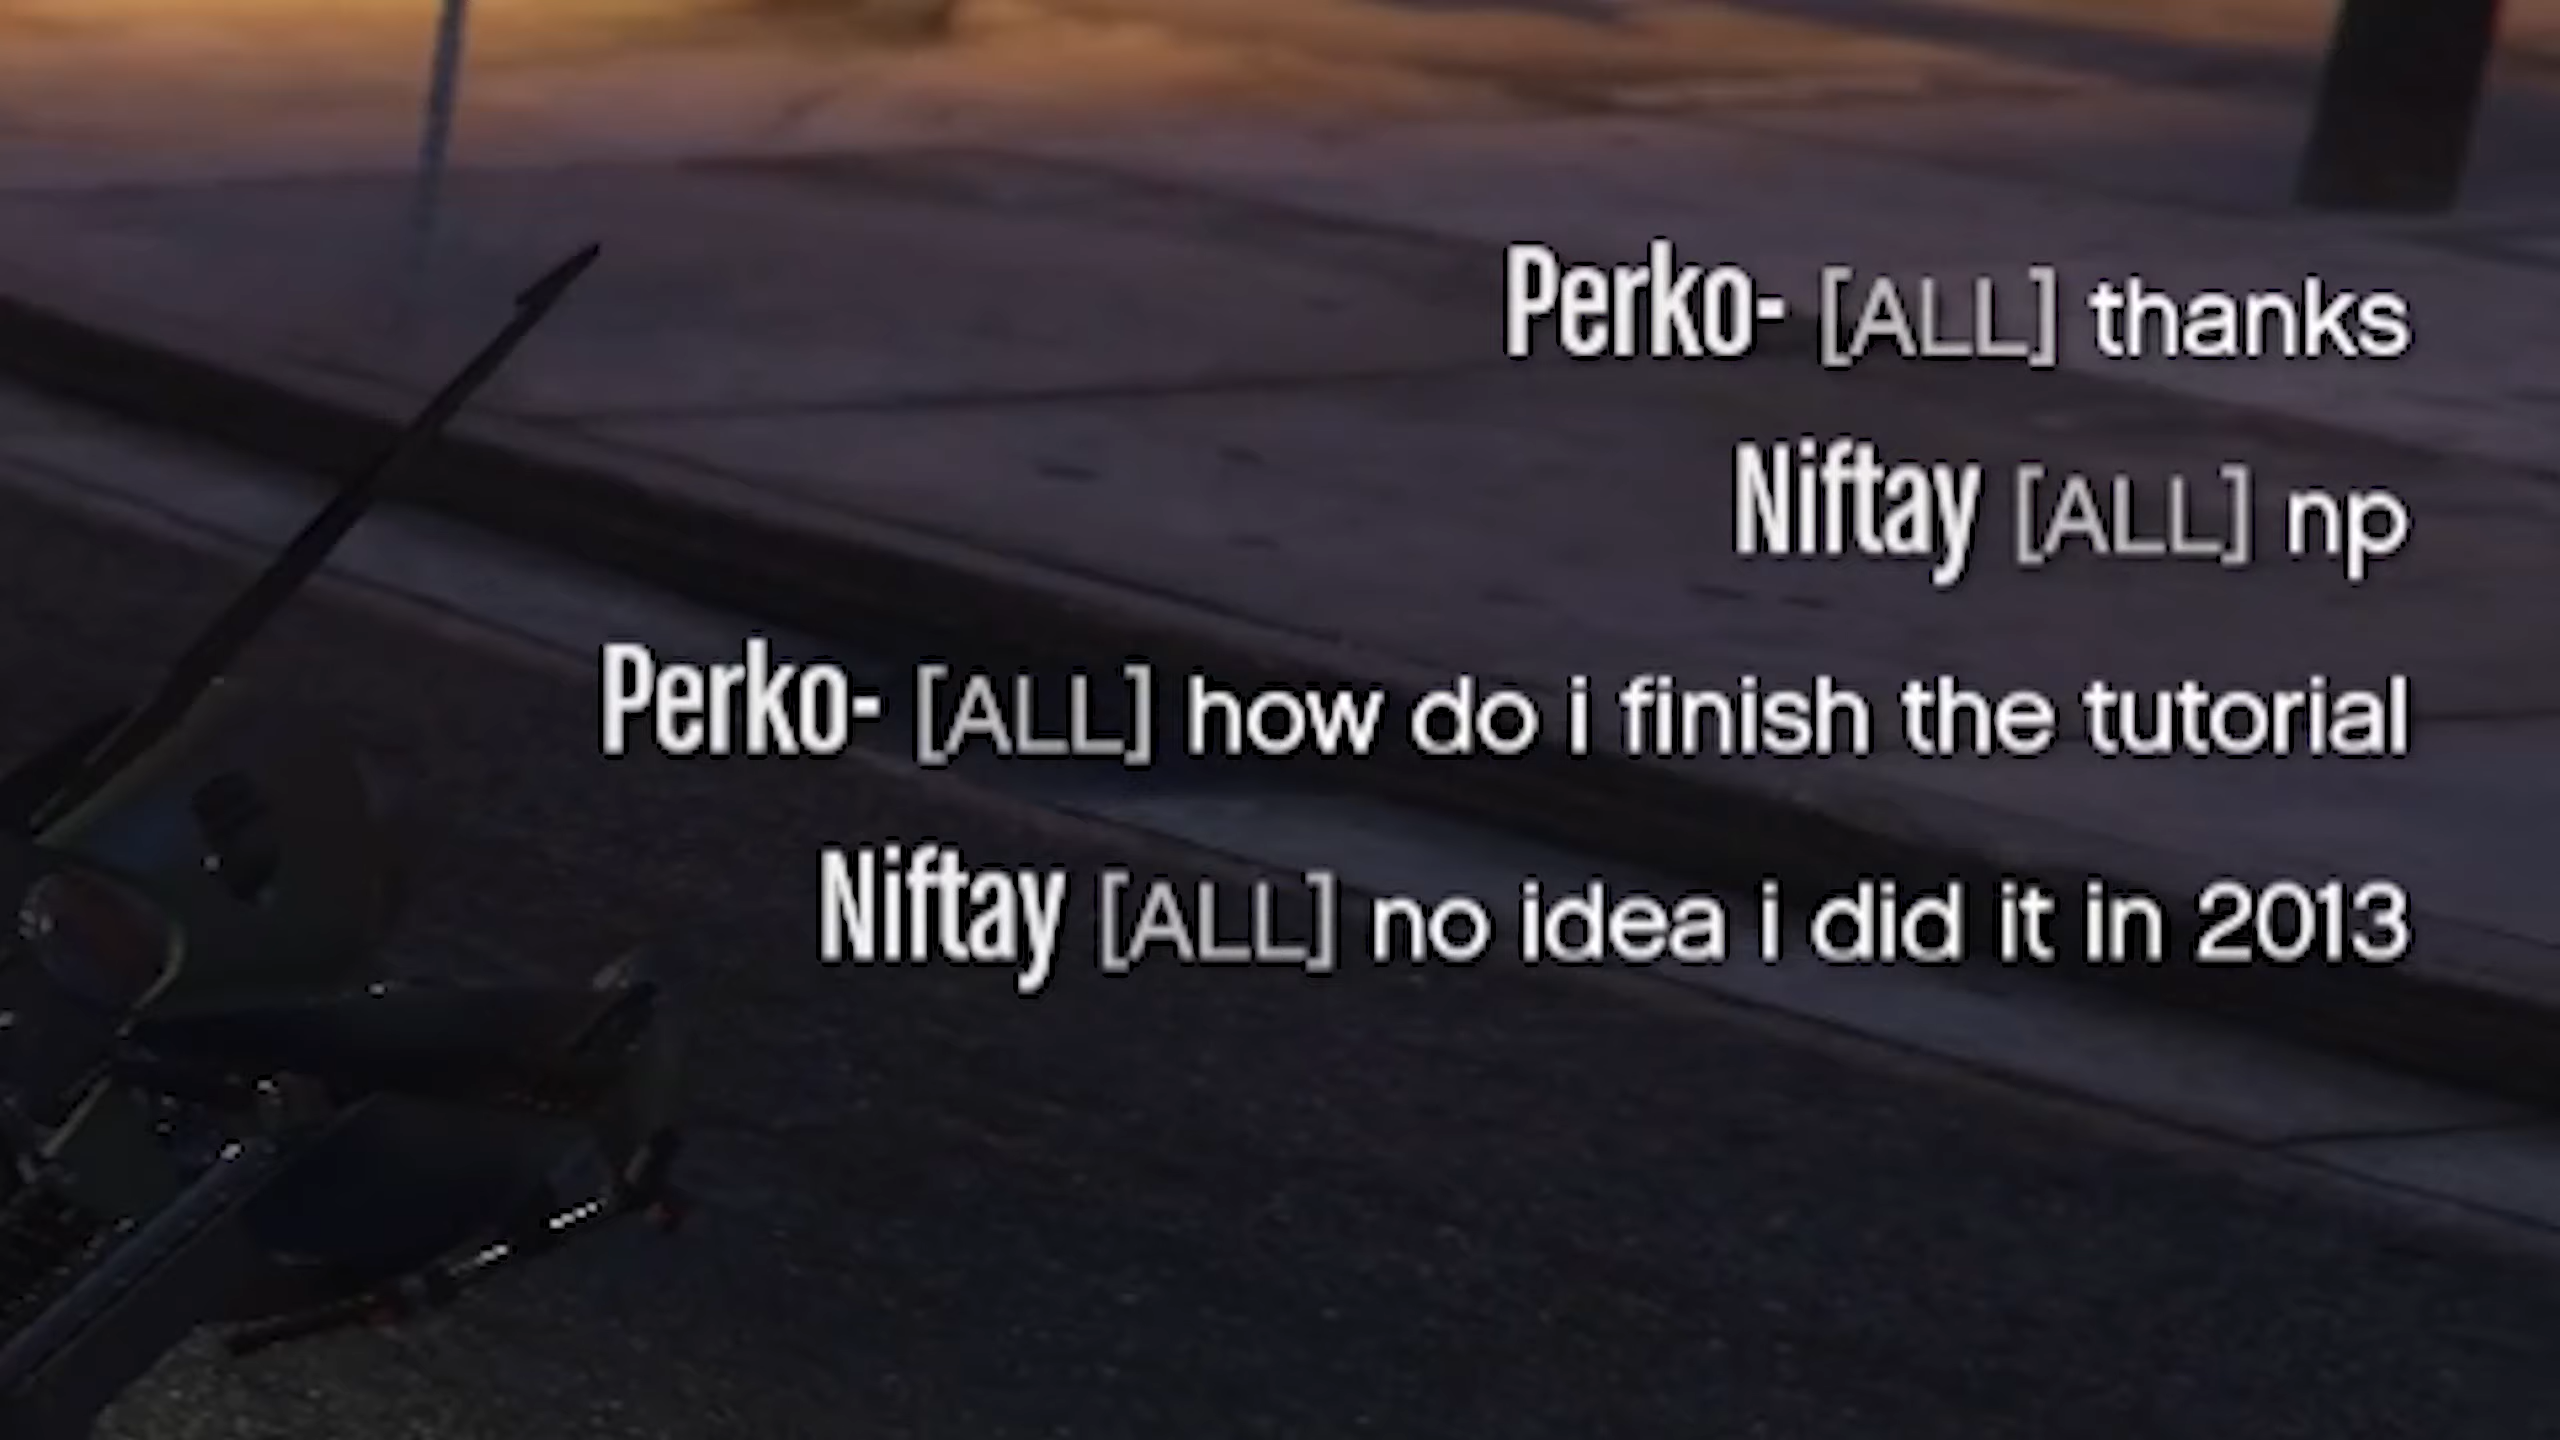 Perko- [ALL] thanks
Niftay [ALL] np
Perko- [ALL] how do i finish the tutorial
Niftay [ALL] no idea i did it in 2013